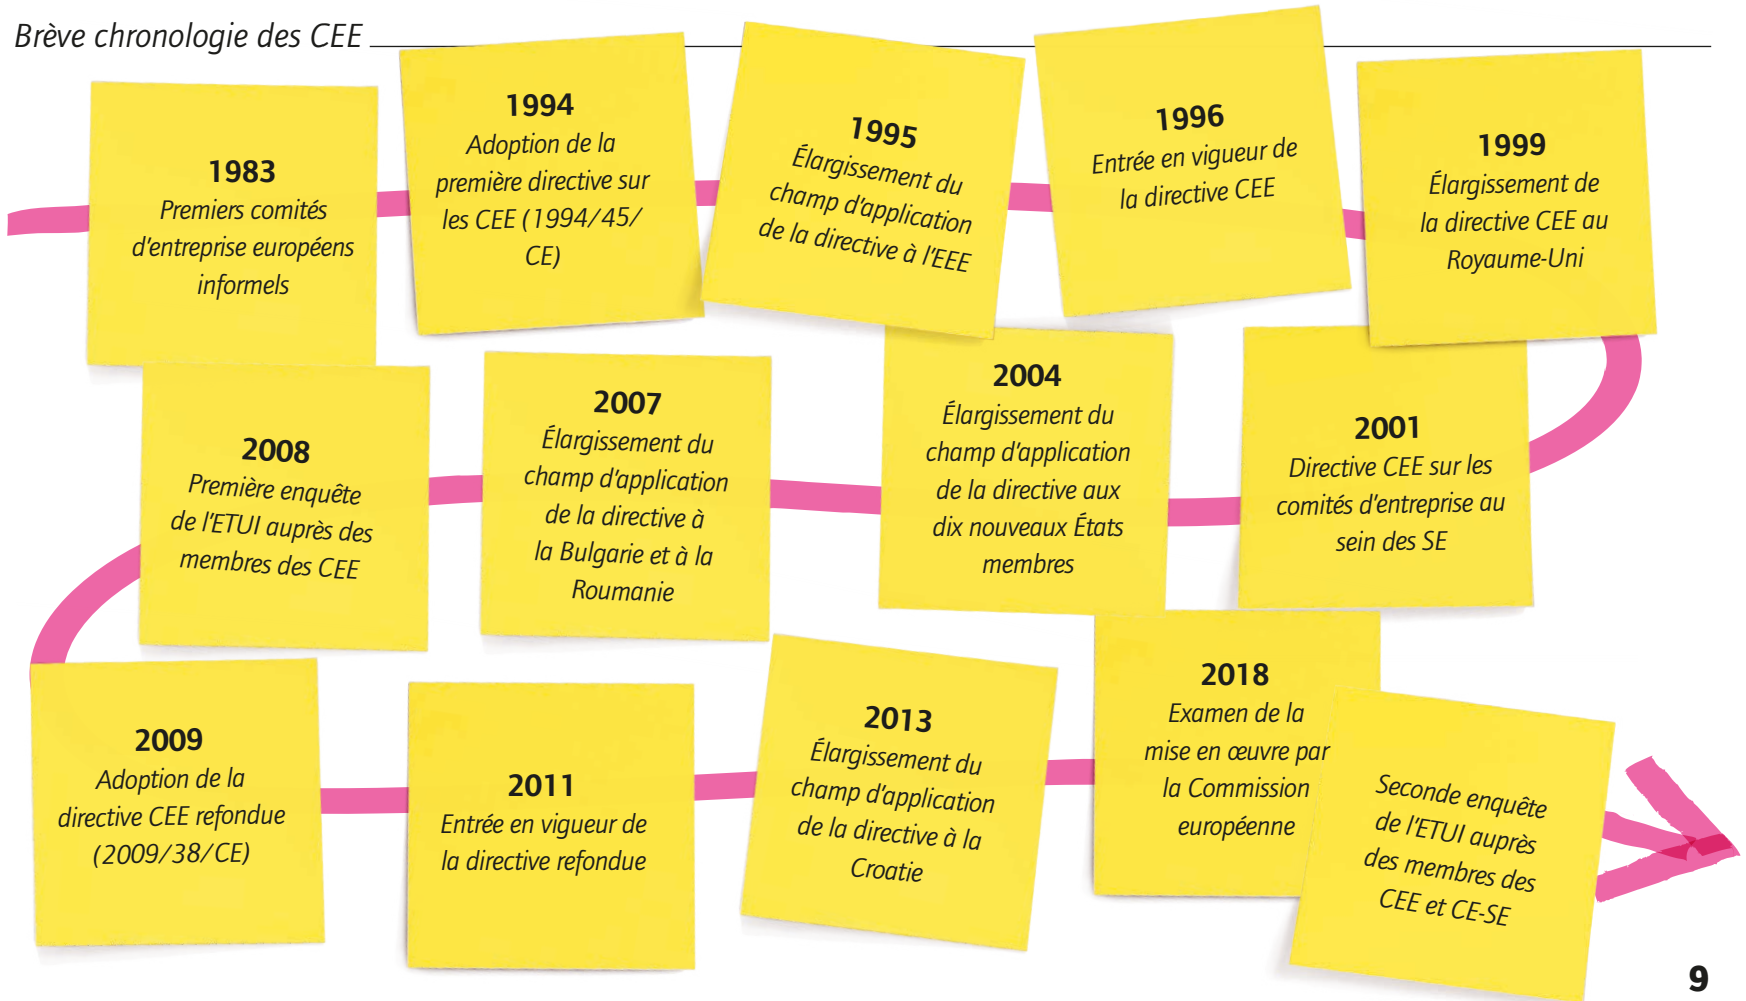 Brève chronologie des CEE
1983
Premiers comités
d'entreprise européens
informels
1994
Adoption de la
première directive sur
les CEE (1994/45/
CE)
1995
Élargissement du
champ d'application
de la directive à l'EEE
1996
Entrée en vigueur de
la directive CEE
1999
Élargissement de
la directive CEE au
Royaume-Uni
2001
Directive CEE sur les
comités d'entreprise au
sein des SE
2004
Élargissement du
champ d'application
de la directive aux
dix nouveaux États
membres
2007
Élargissement du
champ d'application
de la directive à
la Bulgarie et à la
Roumanie
2008
Première enquête
de l'ETUI auprès des
membres des CEE
2009
Adoption de la
directive CEE refondue
(2009/38/CE)
2011
Entrée en vigueur de
la directive refondue
2013
Élargissement du
champ d'application
de la directive à la
Croatie
2018
Examen de la
mise en œuvre par
la Commission
européenne
Seconde enquête
de l'ETUI auprès
des membres des
CEE et CE-SE
9